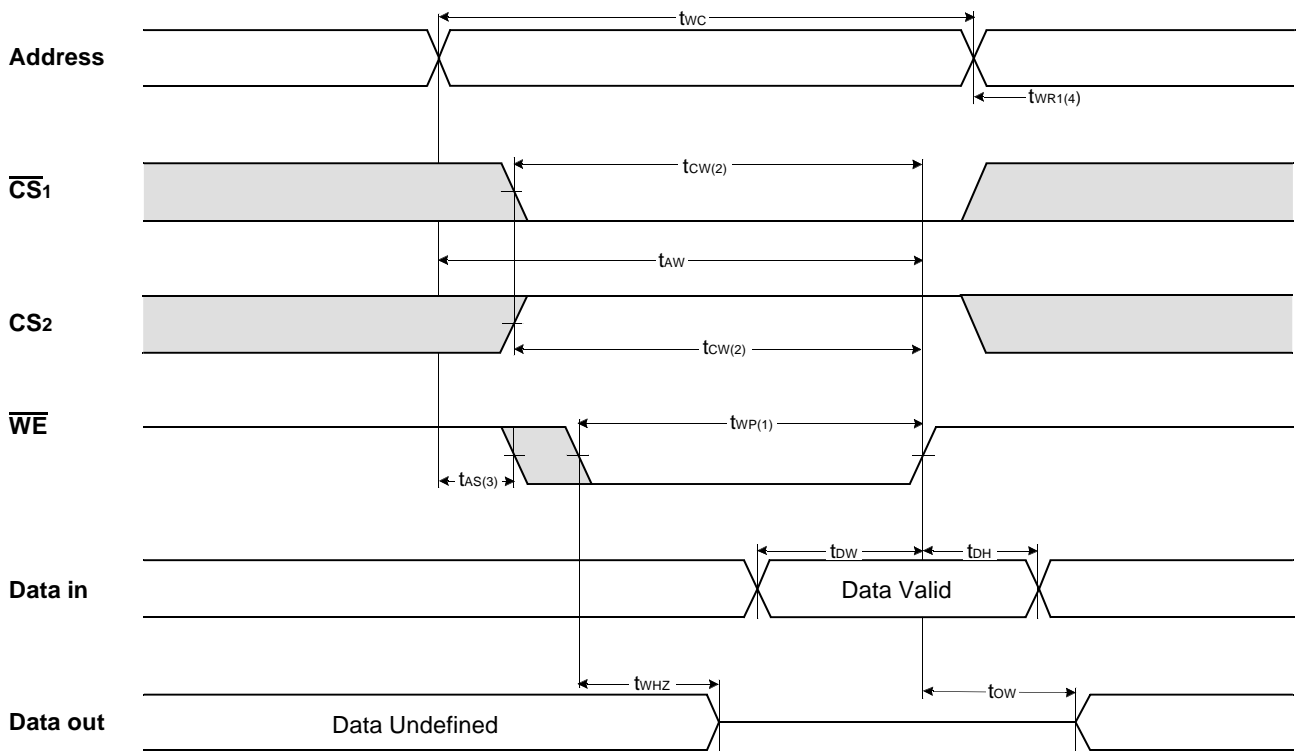 tWC
Address
tWR1(4)
tCW(2)
CS1
tAW
CS2
tCW(2)
WE
tWP(1)
tAS(3)
tDW
tDH
Data in
Data Valid
tWHZ
tOW
Data out
Data Undefined